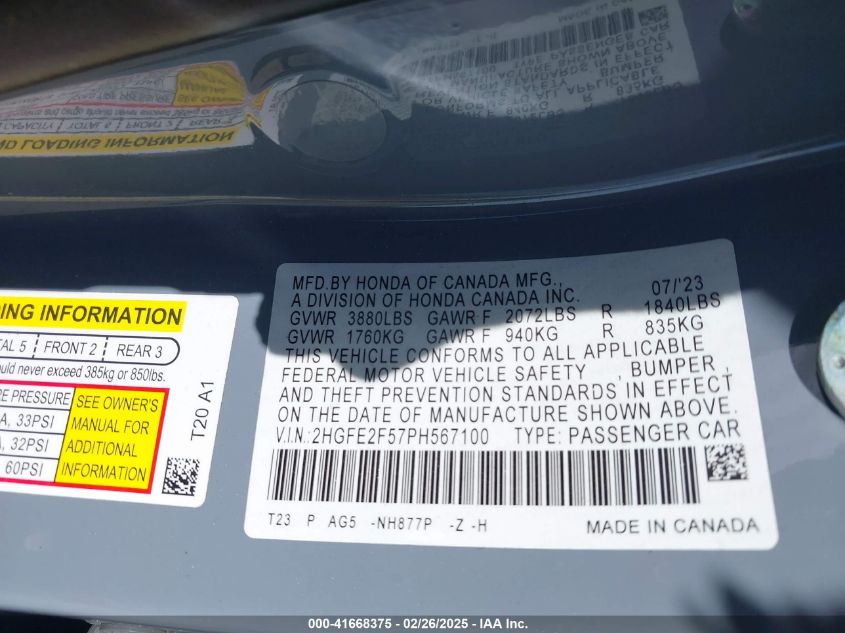 DING INFORMATION
TAL 5 FRONT 2 REAR 3
ould never exceed 385kg or 850lbs.
PRESSURE SEE OWNER'S
A, 33PSI MANUAL FOR
A, 32PSI ADDITIONAL
60PSI INFORMATION
T20 A1
MFD.BY HONDA OF CANADA MFG., 07/'23
A DIVISION OF HONDA CANADA INC.
GVWR 3880LBS GAWR F 2072LBS R 1840LBS
GVWR 1760KG GAWR F 940KG R 835KG
THIS VEHICLE CONFORMS TO ALL APPLICABLE
FEDERAL MOTOR VEHICLE SAFETY , BUMPER ,
AND THEFT PREVENTION STANDARDS IN EFFECT
ON THE DATE OF MANUFACTURE SHOWN ABOVE.
V.I.N.:2HGFE2F57PH567100 TYPE: PASSENGER CAR
T23 P AG5 -NH877P -Z -H MADE IN CANADA
000-41668375 - 02/26/2025 - IAA Inc.